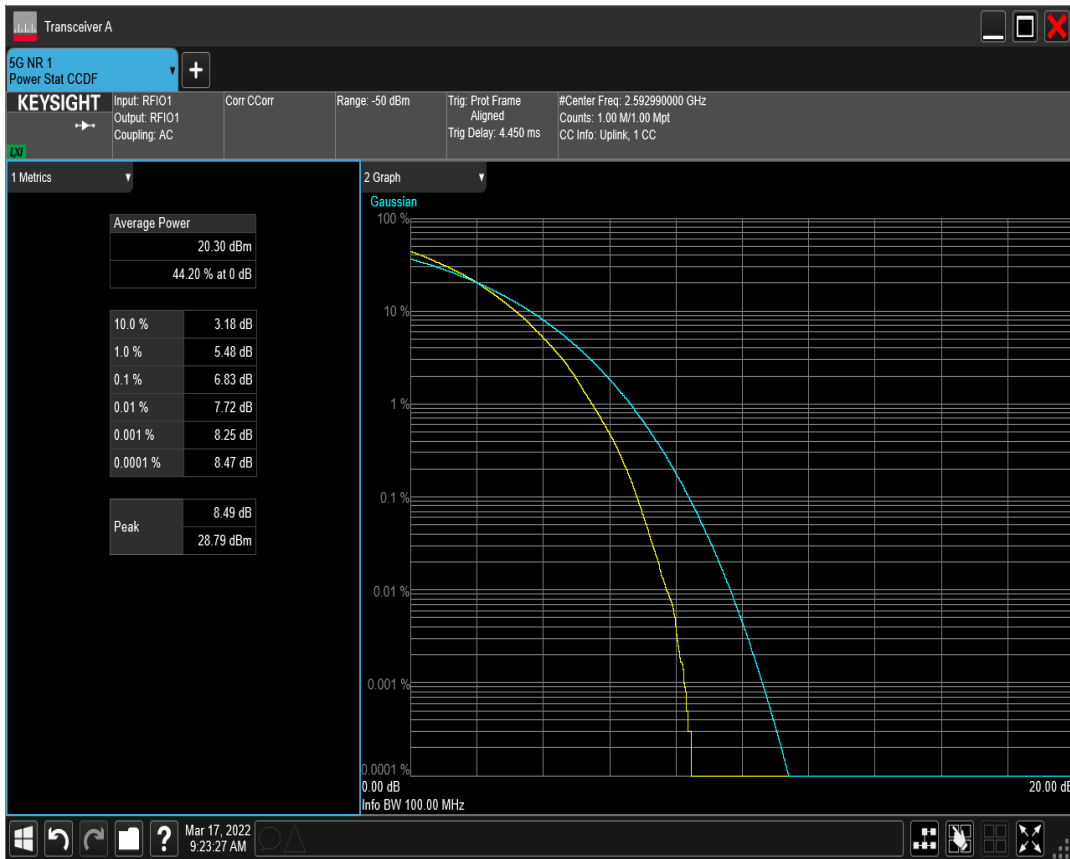 Transceiver A
5G NR 1
Power Stat CCDF
+
KEYSIGHT
LXI
Input: RFIO1
Output: RFIO1
Coupling: AC
Corr CCorr
Range: -50 dBm
Trig: Prot Frame
Aligned
Trig Delay: 4.450 ms
#Center Freq: 2.592990000 GHz
Counts: 1.00 M/1.00 Mpt
CC Info: Uplink, 1 CC
1 Metrics
Average Power
20.30 dBm
44.20 % at 0 dB
10.0 % 3.18 dB
1.0 % 5.48 dB
0.1 % 6.83 dB
0.01 % 7.72 dB
0.001 % 8.25 dB
0.0001 % 8.47 dB
Peak
8.49 dB
28.79 dBm
2 Graph
Gaussian
100 %
10 %
1 %
0.1 %
0.01 %
0.001 %
0.0001 %
0.00 dB
20.00 dB
Info BW 100.00 MHz
?
Mar 17, 2022
9:23:27 AM